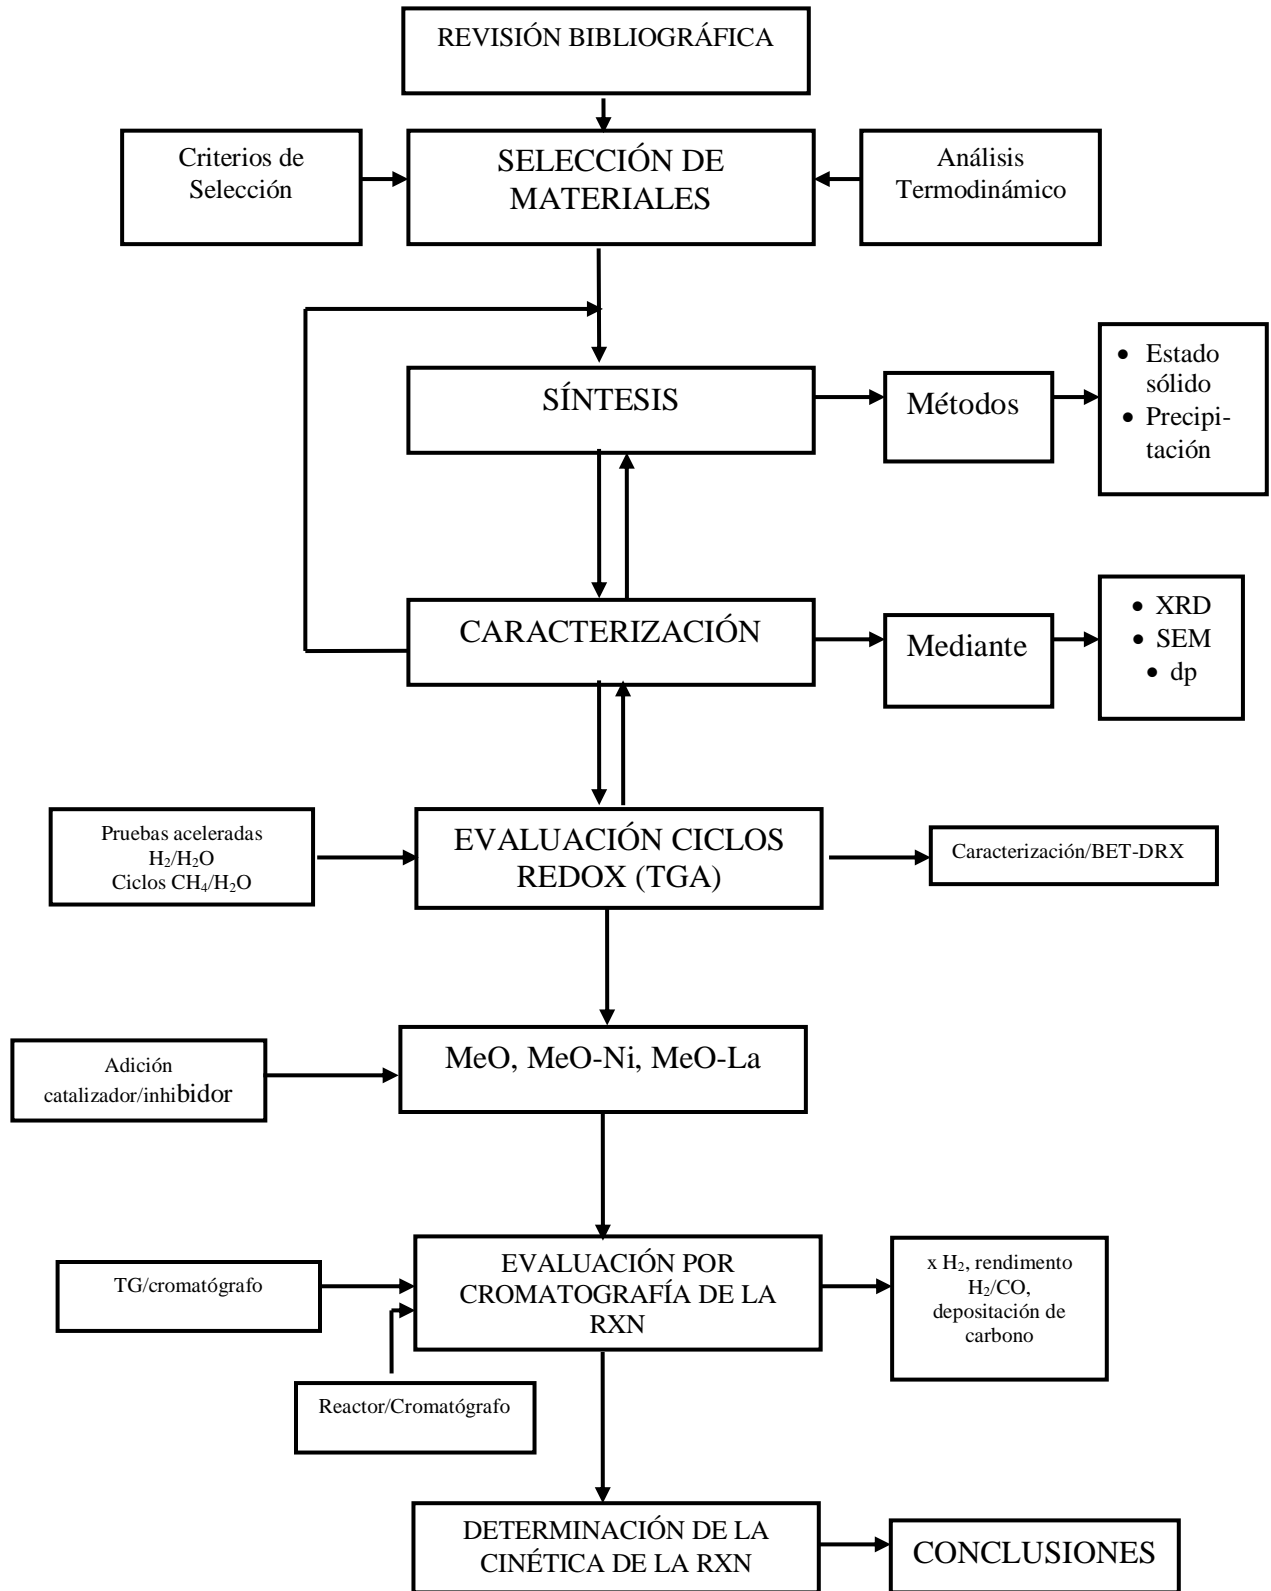 REVISIÓN BIBLIOGRÁFICA
Criterios de
Selección
SELECCIÓN DE
MATERIALES
Análisis
Termodinámico
SÍNTESIS
Métodos
• Estado
sólido
• Precipi-
tación
CARACTERIZACIÓN
Mediante
• XRD
• SEM
• dp
Pruebas aceleradas
H₂/H₂O
Ciclos CH₄/H₂O
EVALUACIÓN CICLOS
REDOX (TGA)
Caracterización/BET-DRX
Adición
catalizador/inhibidor
MeO, MeO-Ni, MeO-La
TG/cromatógrafo
EVALUACIÓN POR
CROMATOGRAFÍA DE LA
RXN
x H₂, rendimento
H₂/CO,
depositación de
carbono
Reactor/Cromatógrafo
DETERMINACIÓN DE LA
CINÉTICA DE LA RXN
CONCLUSIONES